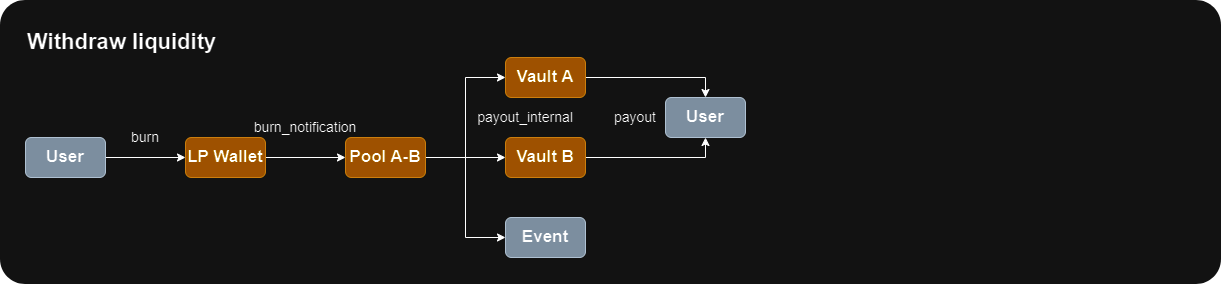 Withdraw liquidity
Vault A
User
payout_internal
payout
burn
burn_notification
User
LP Wallet
Pool A-B
Vault B
Event